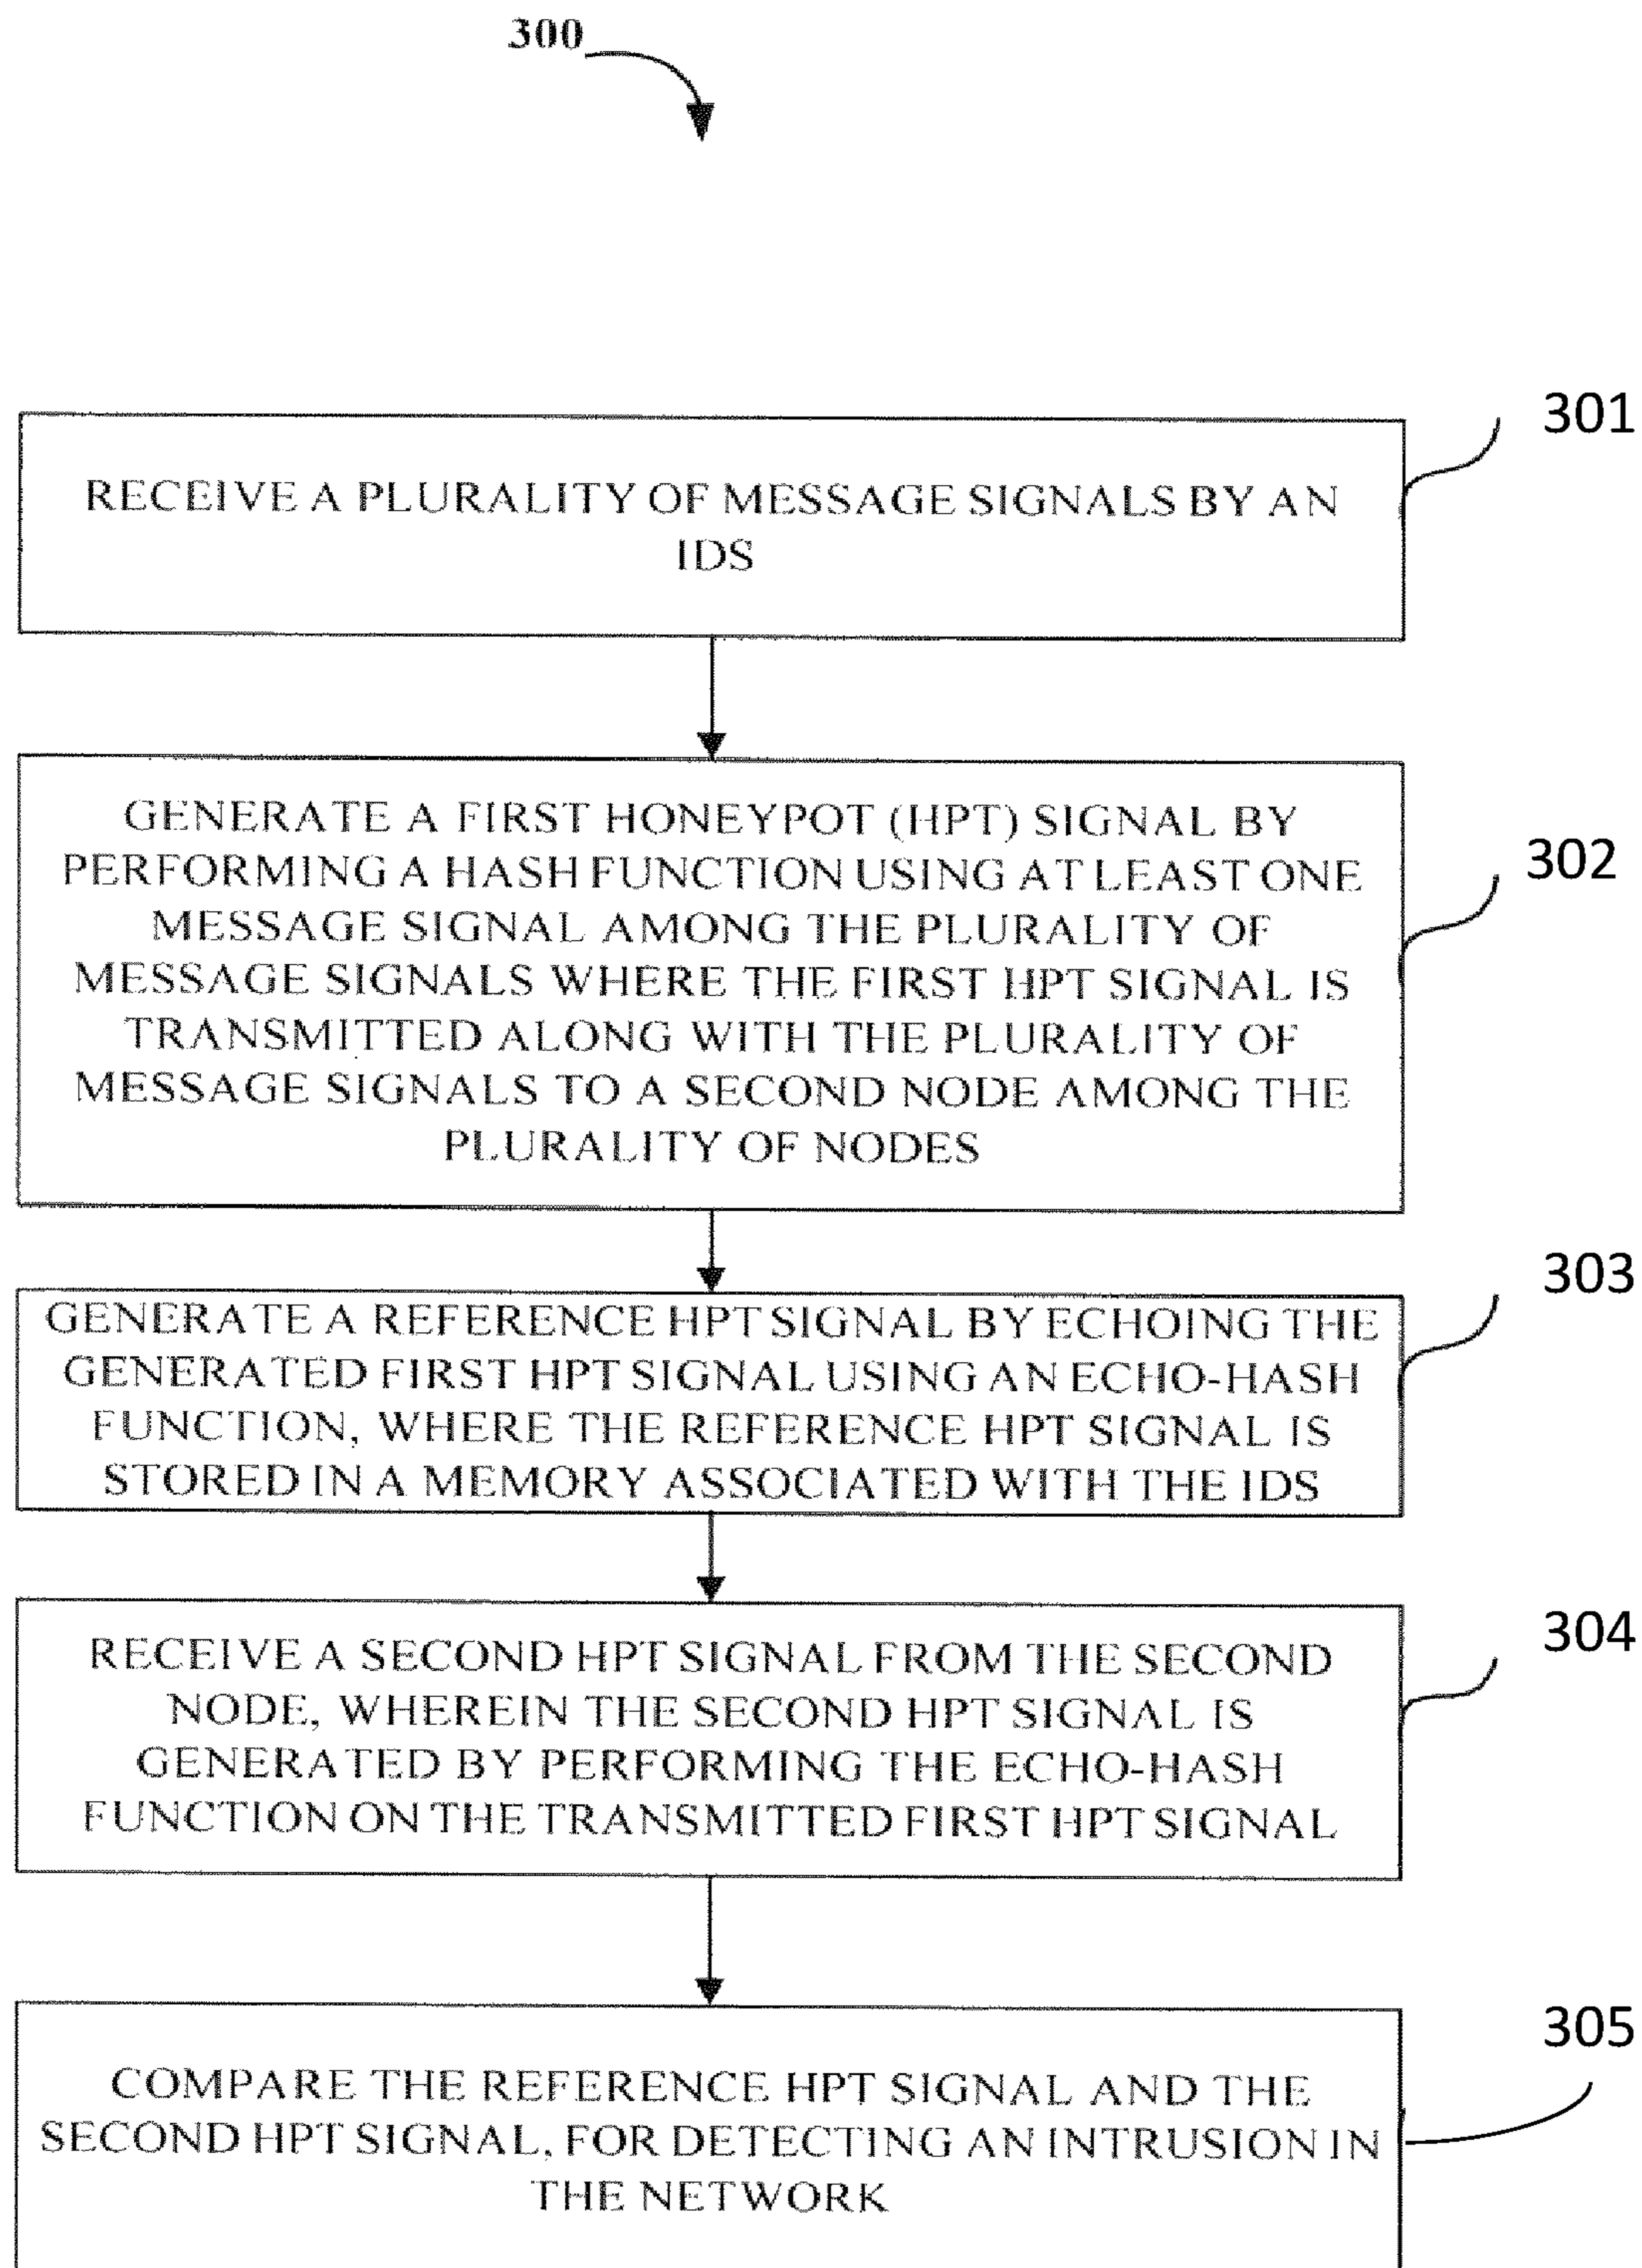 300
301
RECEIVE A PLURALITY OF MESSAGE SIGNALS BY AN
IDS
302
GENERATE A FIRST HONEYPOT (HPT) SIGNAL BY
PERFORMING A HASH FUNCTION USING AT LEAST ONE
MESSAGE SIGNAL AMONG THE PLURALITY OF
MESSAGE SIGNALS WHERE THE FIRST HPT SIGNAL IS
TRANSMITTED ALONG WITH THE PLURALITY OF
MESSAGE SIGNALS TO A SECOND NODE AMONG THE
PLURALITY OF NODES
303
GENERATE A REFERENCE HPT SIGNAL BY ECHOING THE
GENERATED FIRST HPT SIGNAL USING AN ECHO-HASH
FUNCTION, WHERE THE REFERENCE HPT SIGNAL IS
STORED IN A MEMORY ASSOCIATED WITH THE IDS
304
RECEIVE A SECOND HPT SIGNAL FROM THE SECOND
NODE, WHEREIN THE SECOND HPT SIGNAL IS
GENERATED BY PERFORMING THE ECHO-HASH
FUNCTION ON THE TRANSMITTED FIRST HPT SIGNAL
305
COMPARE THE REFERENCE HPT SIGNAL AND THE
SECOND HPT SIGNAL, FOR DETECTING AN INTRUSION IN
THE NETWORK